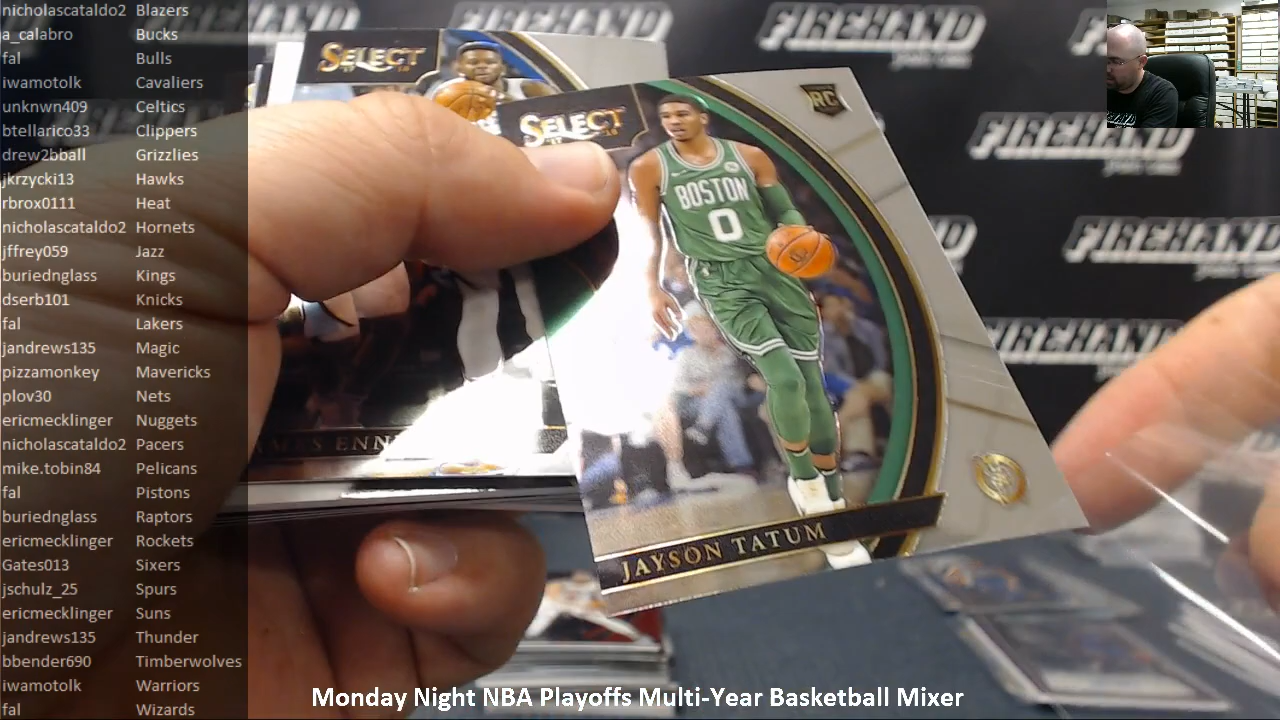 nicholascataldo2 Blazers
a_calabro Bucks
fal Bulls
iwamotolk Cavaliers
unknwn409 Celtics
btellarico33 Clippers
drew2bball Grizzlies
jkrzycki13 Hawks
rbrox0111 Heat
nicholascataldo2 Hornets
jffrey059 Jazz
buriednglass Kings
dserb101 Knicks
fal Lakers
jandrews135 Magic
pizzamonkey Mavericks
plov30 Nets
ericmecklinger Nuggets
nicholascataldo2 Pacers
mike.tobin84 Pelicans
fal Pistons
buriednglass Raptors
ericmecklinger Rockets
Gates013 Sixers
jschulz_25 Spurs
ericmecklinger Suns
jandrews135 Thunder
bbender690 Timberwolves
iwamotolk Warriors
fal Wizards
SELECT
SELECT
RC
BOSTON
0
JAYSON TATUM
FIREHAND
FIREHAND
FIREHAND
FIREHAND
FIREHAND
Monday Night NBA Playoffs Multi-Year Basketball Mixer